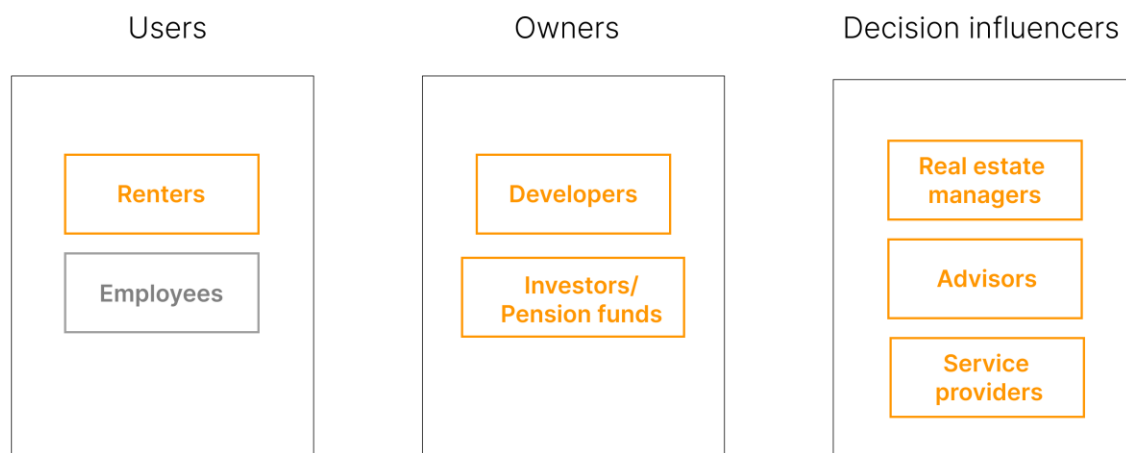 Users
Renters
Employees
Owners
Developers
Investors/
Pension funds
Decision influencers
Real estate
managers
Advisors
Service
providers